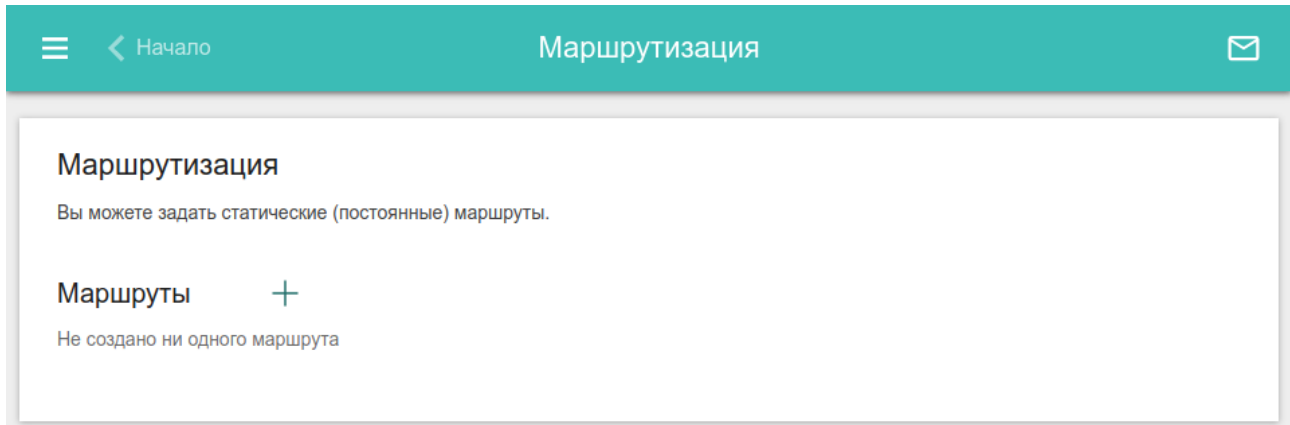 Начало
Маршрутизация
Маршрутизация
Вы можете задать статические (постоянные) маршруты.
Маршруты
Не создано ни одного маршрута